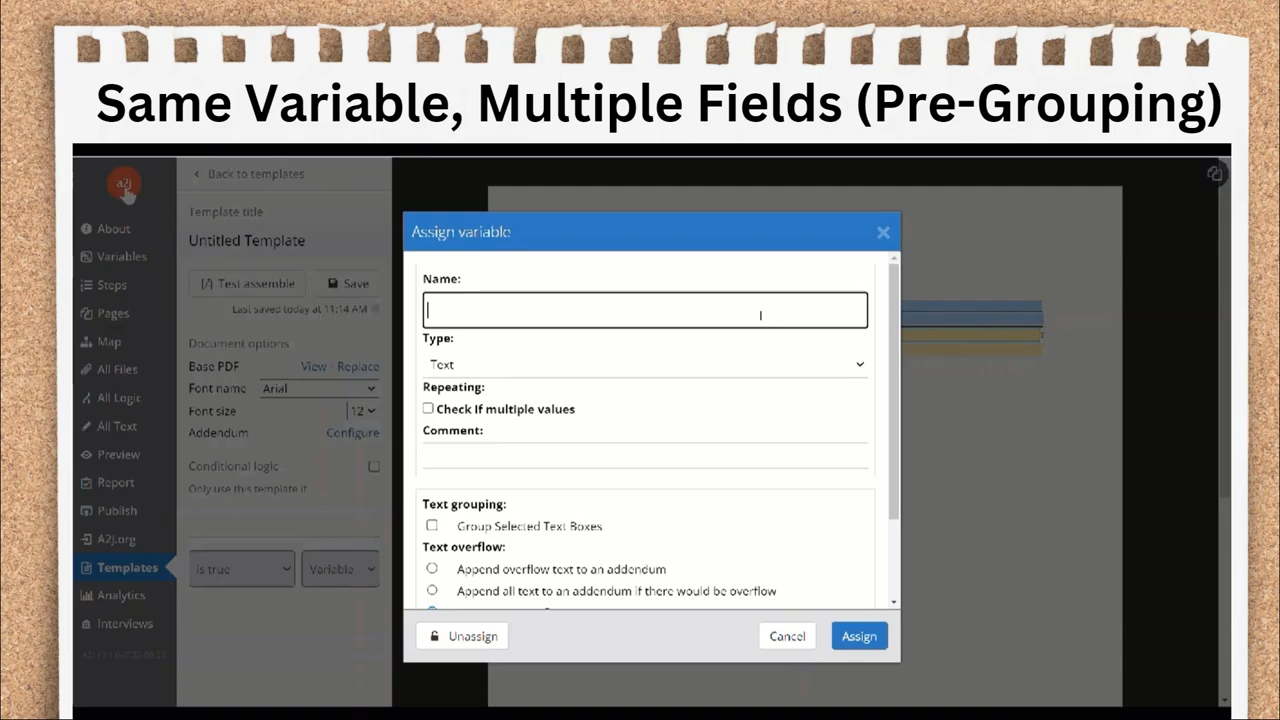 Same Variable, Multiple Fields (Pre-Grouping)
a2j
About
Variables
Steps
Pages
Map
All Files
All Logic
All Text
Preview
Report
Publish
A2J.org
Templates
Analytics
Interviews
Back to templates
Template title
Untitled Template
Test assemble
Save
Last saved today at 11:14 AM
Document options
Base PDF View - Replace
Font name Arial
Font size 12
Addendum Configure
Conditional logic
Only use this template if
is true Variable
Assign variable
Name:
Type:
Text
Repeating:
Check If multiple values
Comment:
Text grouping:
Group Selected Text Boxes
Text overflow:
Append overflow text to an addendum
Append all text to an addendum if there would be overflow
Unassign Cancel Assign